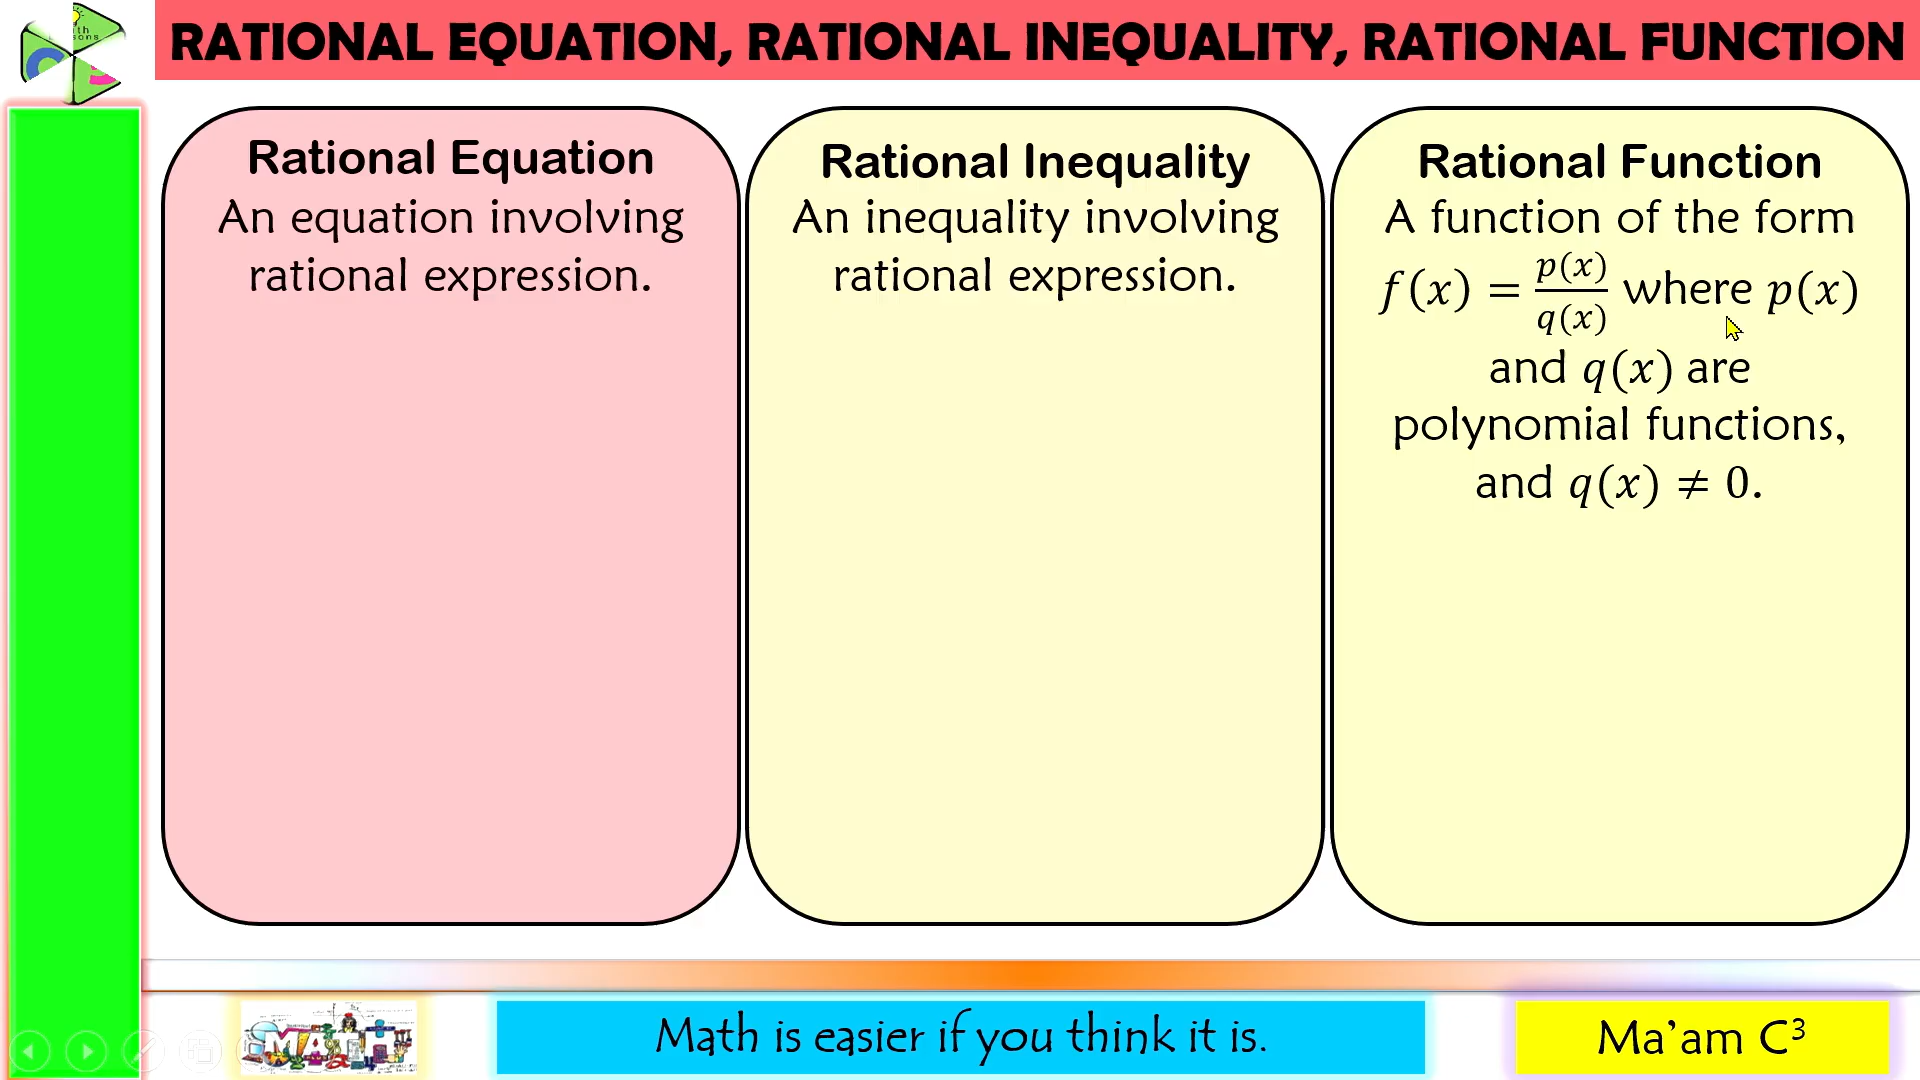 RATIONAL EQUATION, RATIONAL INEQUALITY, RATIONAL FUNCTION
Rational Equation
An equation involving
rational expression.
Rational Inequality
An inequality involving
rational expression.
Rational Function
A function of the form
f(x) = p(x)/q(x) where p(x)
and q(x) are
polynomial functions,
and q(x) ≠ 0.
MATH
Math is easier if you think it is.
Ma’am C³